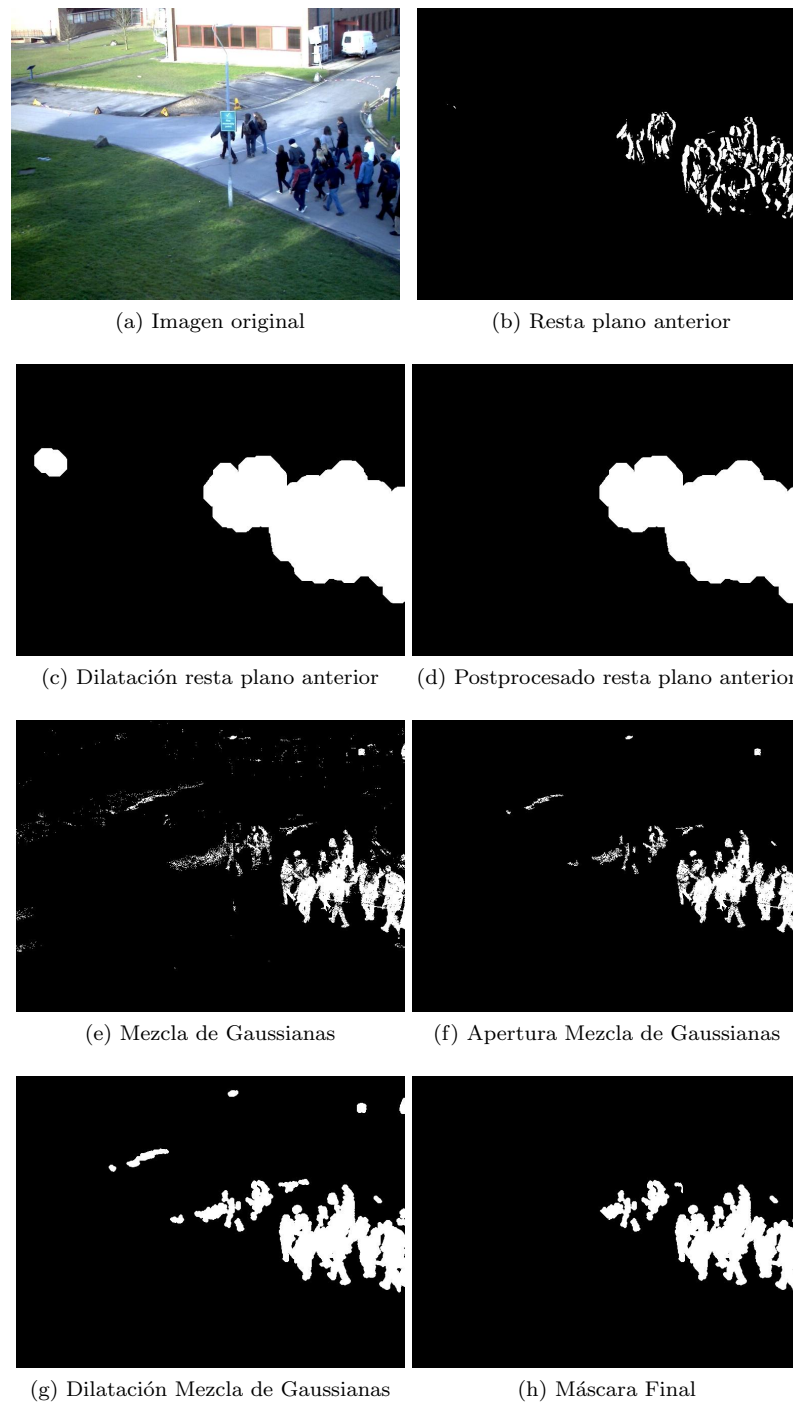 (a) Imagen original
(b) Resta plano anterior
(c) Dilatación resta plano anterior
(d) Postprocesado resta plano anterior
(e) Mezcla de Gaussianas
(f) Apertura Mezcla de Gaussianas
(g) Dilatación Mezcla de Gaussianas
(h) Máscara Final